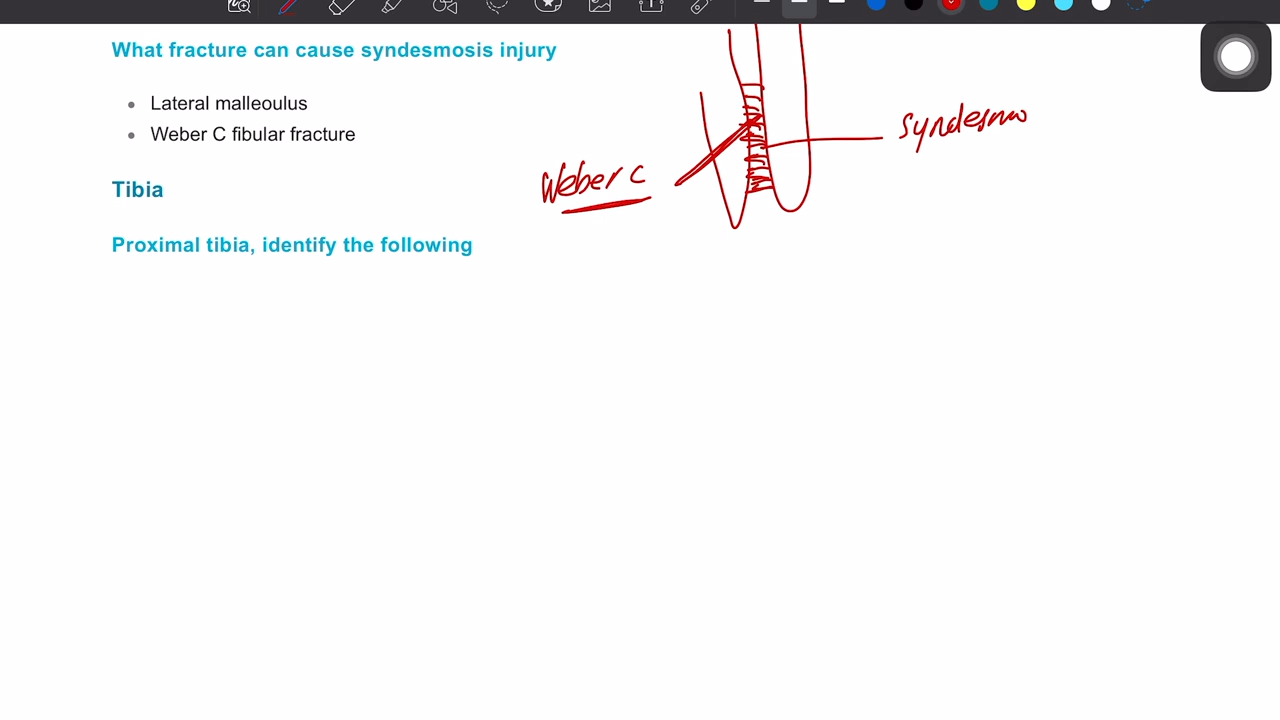 What fracture can cause syndesmosis injury
Lateral malleoulus
Syndesmo
Weber C fibular fracture
Weber C
Tibia
Proximal tibia, identify the following